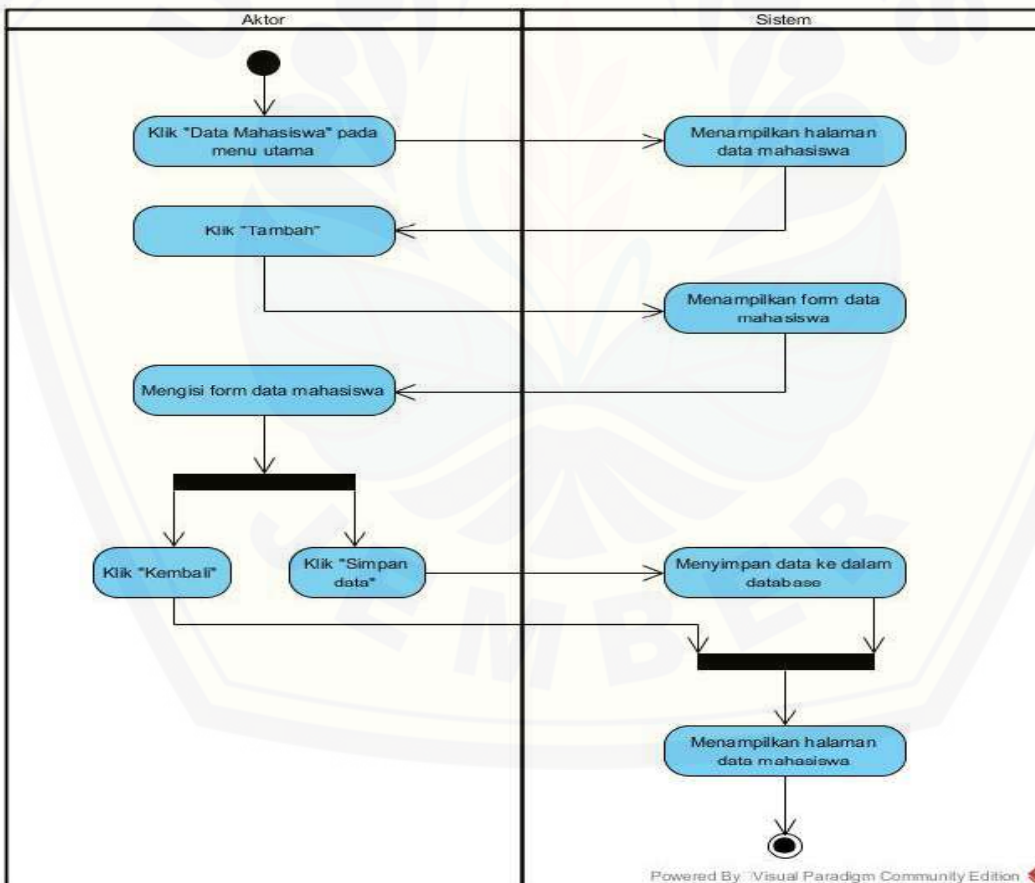 Aktor
Sistem
Klik "Data Mahasiswa" pada
menu utama
Menampilkan halaman
data mahasiswa
Klik "Tambah"
Menampilkan form data
mahasiswa
Mengisi form data mahasiswa
Klik "Kembali"
Klik "Simpan
data"
Menyimpan data ke dalam
database
JEMBER
Menampilkan halaman
data mahasiswa
Powered By Visual Paradigm Community Edition